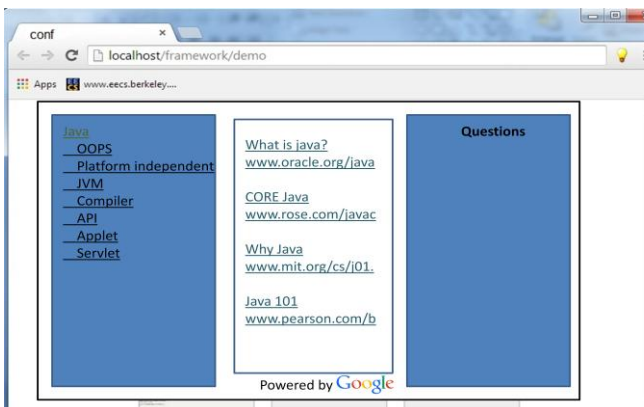 conf
localhost/framework/demo
Apps www.eecs.berkeley....
Java
OOPS
Platform independent
JVM
Compiler
API
Applet
Servlet
What is java?
www.oracle.org/java
CORE Java
www.rose.com/javac
Why Java
www.mit.org/cs/j01.
Java 101
www.pearson.com/b
Powered by Google
Questions